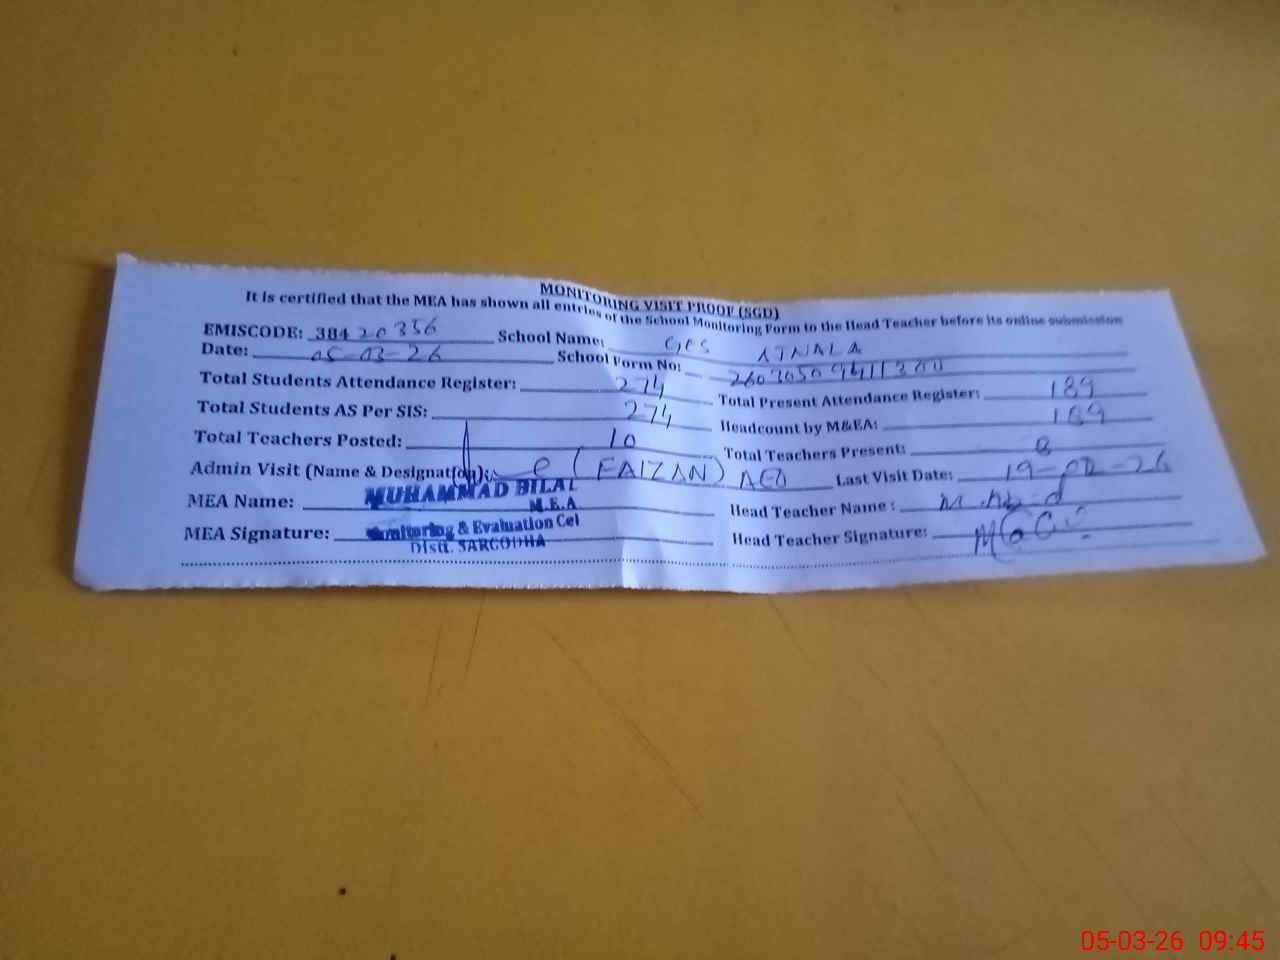 MONITORING VISIT PROOF (SGD)
It is certified that the MEA has shown all entries of the School Monitoring Form to the Head Teacher before its online submission
EMISCODE: 384 20356 School Name: GES AJNALA
Date: 05-03-26 School Form No:
Total Students Attendance Register: 274 Total Present Attendance Register: 189
Total Students AS Per SIS: 274 Headcount by M&EA: 189
Total Teachers Posted: 10 Total Teachers Present: 8
Admin Visit (Name & Designation): (FAIZAN) AEO Last Visit Date: 19-02-26
MEA Name: MUHAMMAD BILAL Head Teacher Name :
M.E.A
MEA Signature: Monitoring & Evaluation Cel Head Teacher Signature:
Distt. SARGODHA
05-03-26 09:45